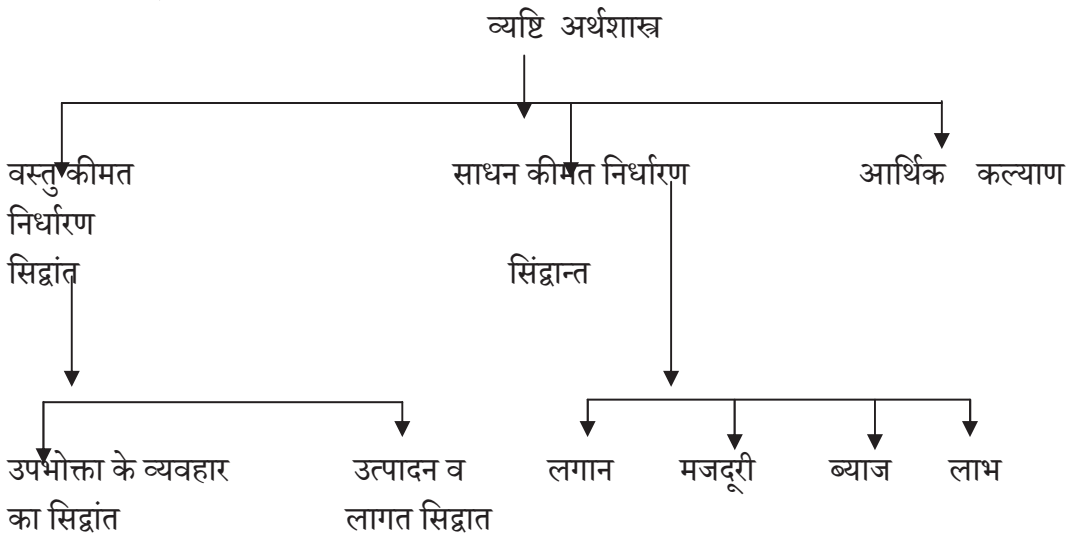 व्यष्टि अर्थशास्त्र
वस्तु कीमत साधन कीमत निर्धारण आर्थिक कल्याण
निर्धारण
सिद्वांत सिंद्वान्त
उपभोक्ता के व्यवहार उत्पादन व लगान मजदूरी ब्याज लाभ
का सिद्वांत लागत सिद्वात